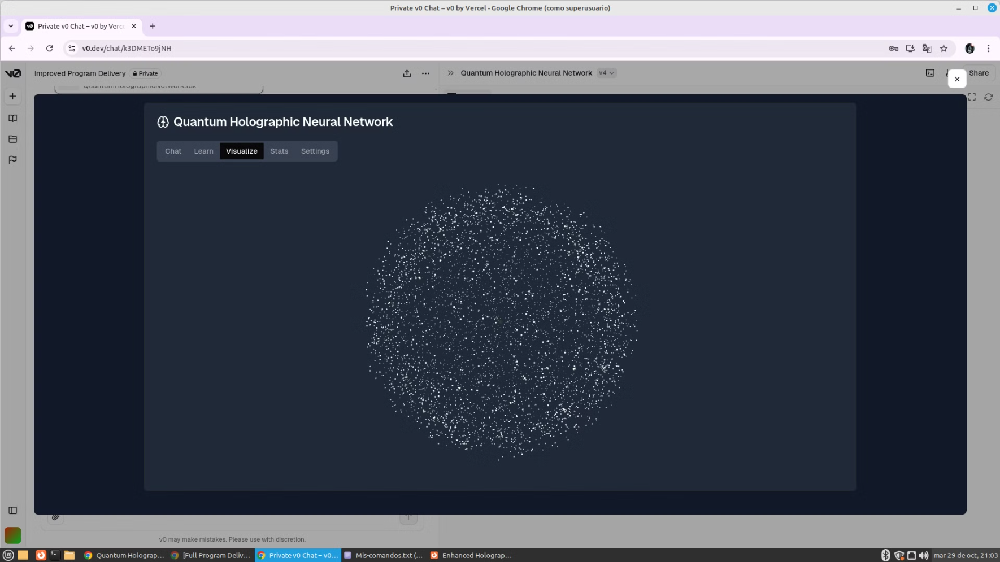 Private v0 Chat – v0 by Vercel - Google Chrome (como superusuario)
Private v0 Chat – v0 by Verce
v0.dev/chat/k3DMETo9jNH
Improved Program Delivery
Private
Quantum Holographic Neural Network
v4
Share
QuantumHolographicNetwork.tsx
Quantum Holographic Neural Network
Chat
Learn
Visualize
Stats
Settings
v0 may make mistakes. Please use with discretion.
Quantum Holograp...
[Full Program Deliv...
Private v0 Chat – v0...
Mis-comandos.txt (...
Enhanced Holograp...
mar 29 de oct, 21:03